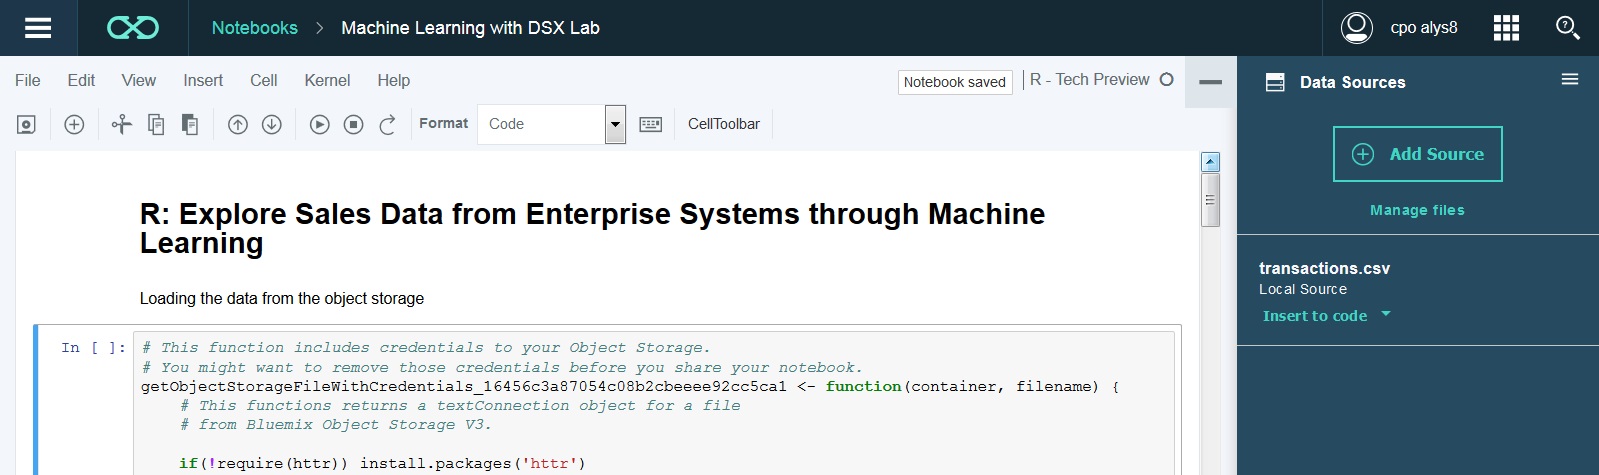 Notebooks > Machine Learning with DSX Lab
cpo alys8
File Edit View Insert Cell Kernel Help
Notebook saved
R - Tech Preview
Format Code CellToolbar
R: Explore Sales Data from Enterprise Systems through Machine
Learning
Loading the data from the object storage
In [ ]: # This function includes credentials to your Object Storage.
# You might want to remove those credentials before you share your notebook.
getObjectStorageFileWithCredentials_16456c3a87054c08b2cbeeee92cc5ca1 <- function(container, filename) {
# This functions returns a textConnection object for a file
# from Bluemix Object Storage V3.
if(!require(httr)) install.packages('httr')
Data Sources
Add Source
Manage files
transactions.csv
Local Source
Insert to code